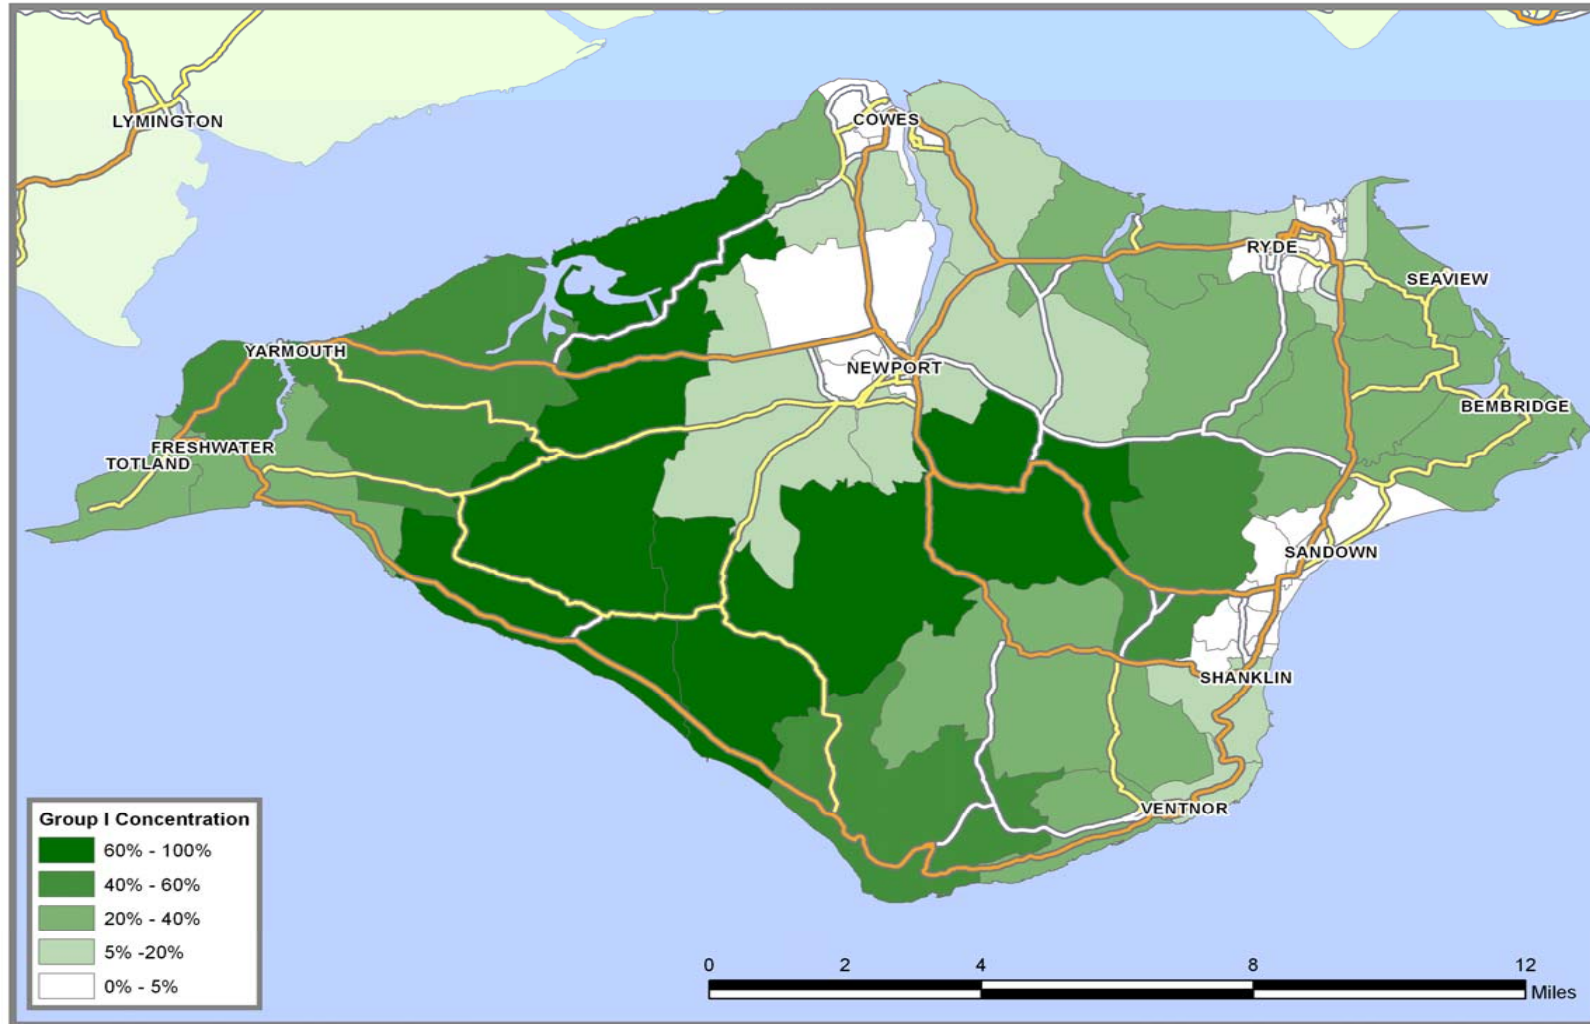 LYMINGTON
COWES
RYDE
SEAVIEW
YARMOUTH
NEWPORT
BEMBRIDGE
FRESHWATER
TOTLAND
SANDOWN
SHANKLIN
VENTNOR
Group I Concentration
60% - 100%
40% - 60%
20% - 40%
5% -20%
0% - 5%
0 2 4 8 12
Miles